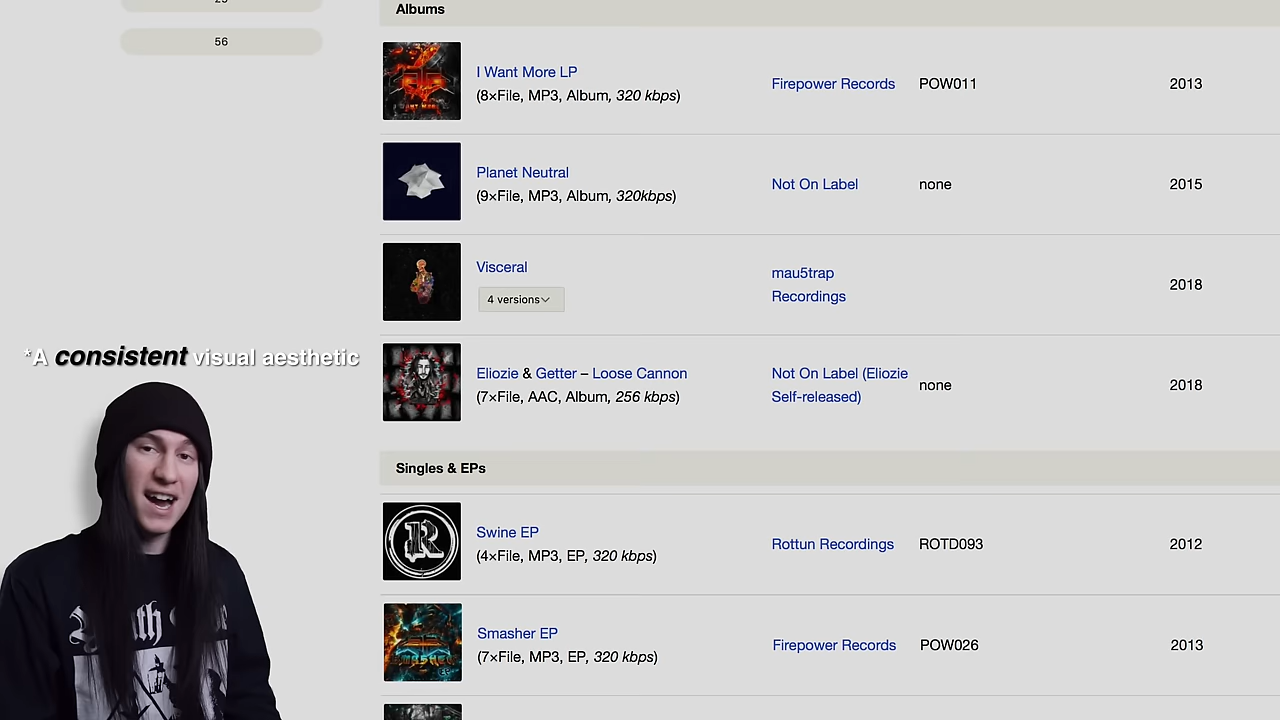 56
Albums
I Want More LP
(8×File, MP3, Album, 320 kbps)
Firepower Records
POW011
2013
Planet Neutral
(9×File, MP3, Album, 320kbps)
Not On Label
none
2015
Visceral
4 versions
mau5trap
Recordings
2018
Eliozie & Getter – Loose Cannon
(7×File, AAC, Album, 256 kbps)
Not On Label (Eliozie
Self-released)
none
2018
*A consistent visual aesthetic
Singles & EPs
Swine EP
(4×File, MP3, EP, 320 kbps)
Rottun Recordings
ROTD093
2012
R
Smasher EP
(7×File, MP3, EP, 320 kbps)
Firepower Records
POW026
2013